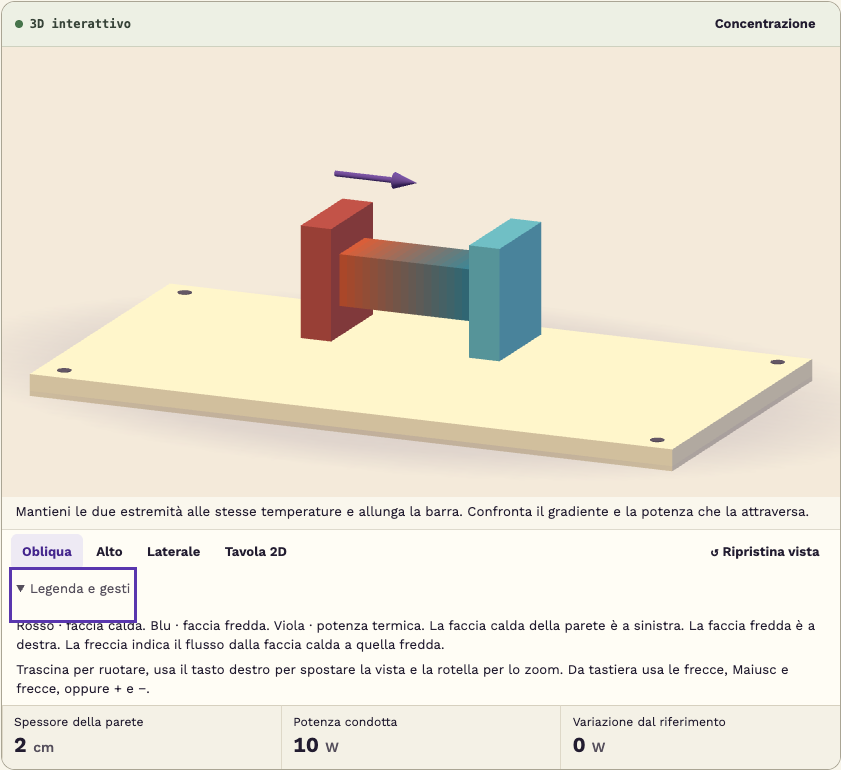 3D interattivo
Concentrazione
Mantieni le due estremità alle stesse temperature e allunga la barra. Confronta il gradiente e la potenza che la attraversa.
Obliqua Alto Laterale Tavola 2D ↺ Ripristina vista
▼ Legenda e gesti
Rosso · faccia calda. Blu · faccia fredda. Viola · potenza termica. La faccia calda della parete è a sinistra. La faccia fredda è a
destra. La freccia indica il flusso dalla faccia calda a quella fredda.
Trascina per ruotare, usa il tasto destro per spostare la vista e la rotella per lo zoom. Da tastiera usa le frecce, Maiusc e
frecce, oppure + e −.
Spessore della parete
2 cm
Potenza condotta
10 W
Variazione dal riferimento
0 W